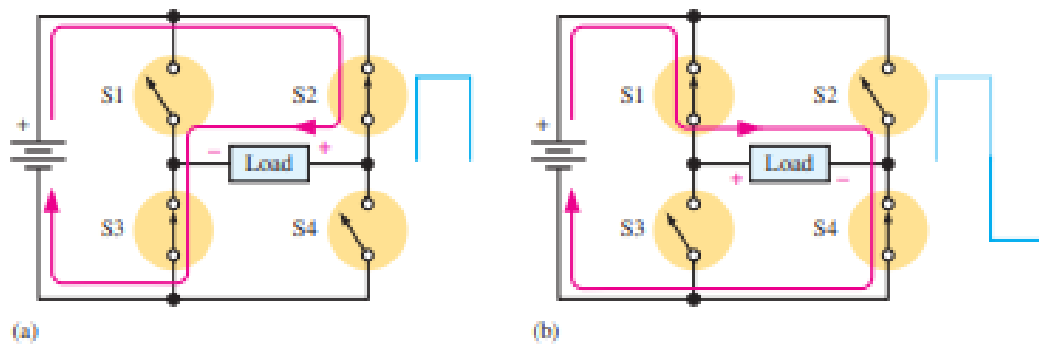 S1
S2
+
− Load +
S3
S4
(a)
S1
S2
+
+ Load −
S3
S4
(b)